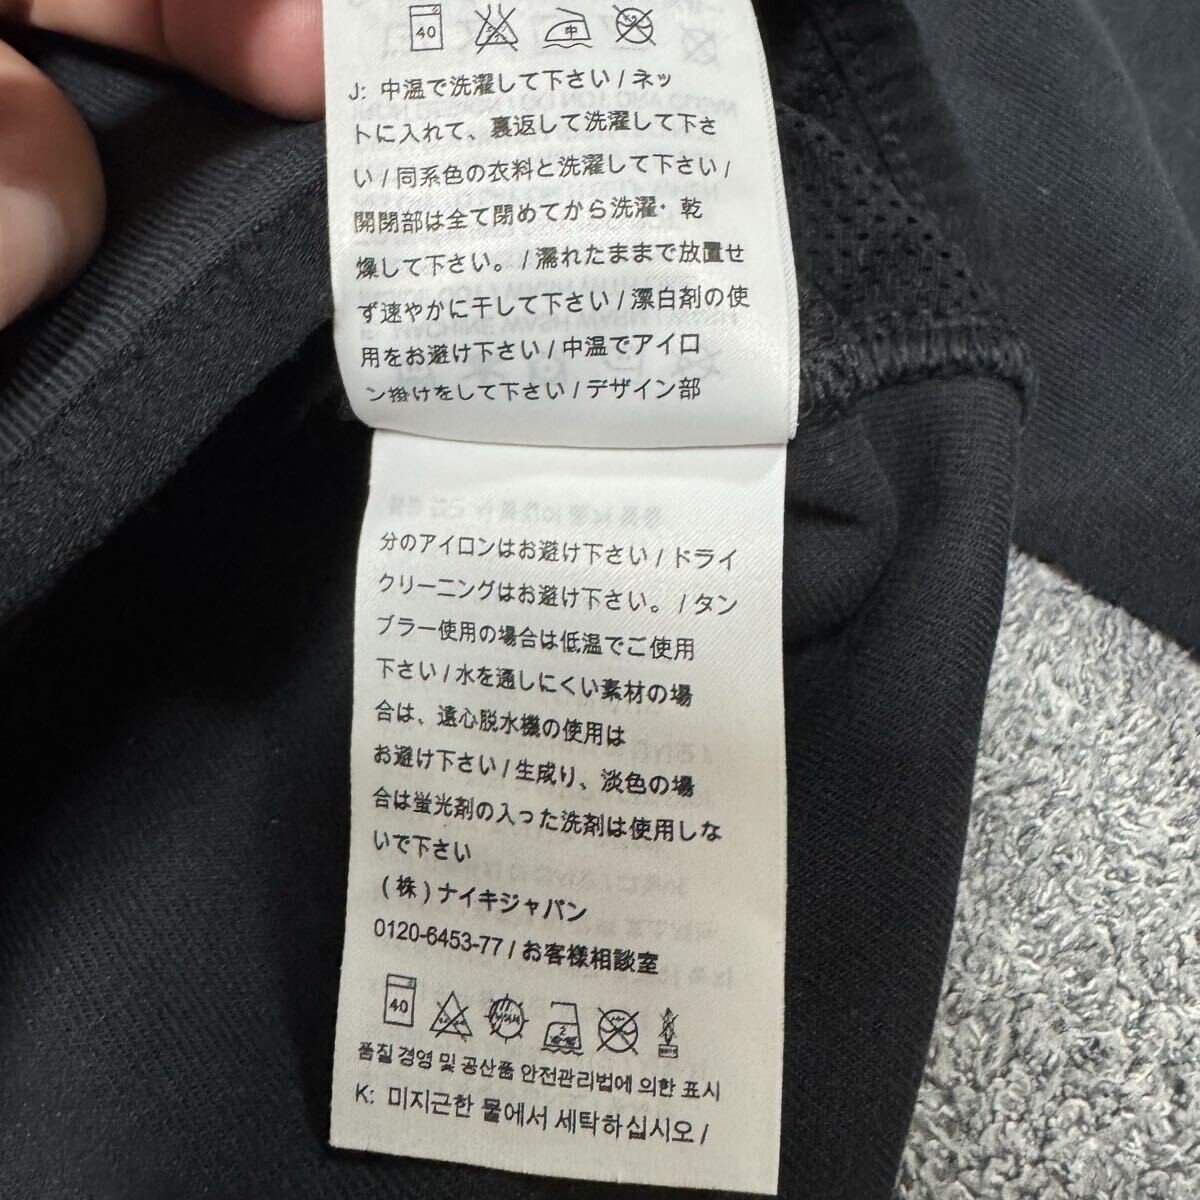 40 中
J: 中温で洗濯して下さい / ネッ
トに入れて、裏返して洗濯して下さ
い / 同系色の衣料と洗濯して下さい /
開閉部は全て閉めてから洗濯・乾
燥して下さい。 / 濡れたままで放置せ
ず速やかに干して下さい / 漂白剤の使
用をお避け下さい / 中温でアイロ
ン掛けをして下さい / デザイン部
分のアイロンはお避け下さい / ドライ
クリーニングはお避け下さい。 / タン
ブラー使用の場合は低温でご使用
下さい / 水を通しにくい素材の場
合は、遠心脱水機の使用は
お避け下さい / 生成り、淡色の場
合は蛍光剤の入った洗剤は使用しな
いで下さい
(株) ナイキジャパン
0120-6453-77 / お客様相談室
40 2
품질 경영 및 공산품 안전관리법에 의한 표시
K: 미지근한 물에서 세탁하십시오 /